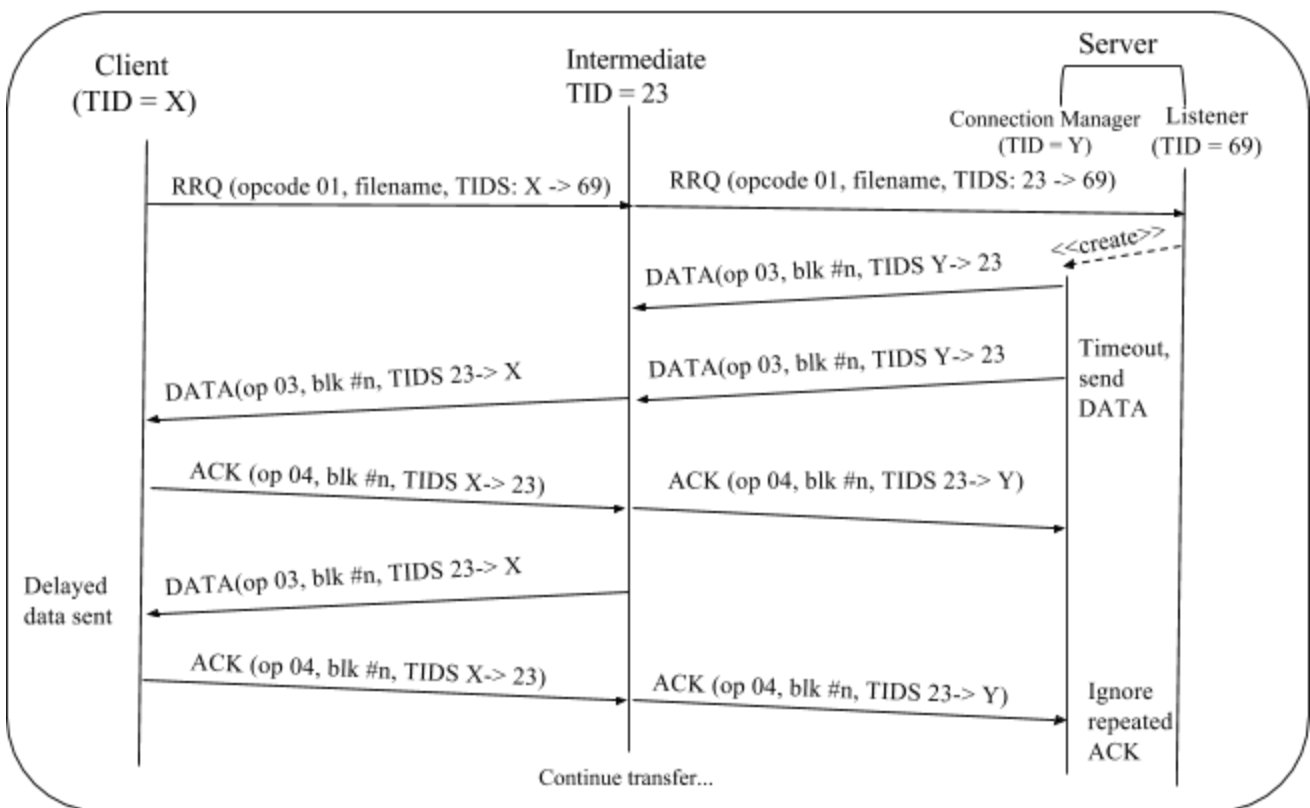 Client
(TID = X)
Intermediate
TID = 23
Server
Connection Manager
(TID = Y)
Listener
(TID = 69)
RRQ (opcode 01, filename, TIDS: X -> 69)
RRQ (opcode 01, filename, TIDS: 23 -> 69)
<<create>>
DATA(op 03, blk #n, TIDS Y-> 23
DATA(op 03, blk #n, TIDS Y-> 23
Timeout,
send
DATA
DATA(op 03, blk #n, TIDS 23-> X
ACK (op 04, blk #n, TIDS X-> 23)
ACK (op 04, blk #n, TIDS 23-> Y)
Delayed
data sent
DATA(op 03, blk #n, TIDS 23-> X
ACK (op 04, blk #n, TIDS X-> 23)
ACK (op 04, blk #n, TIDS 23-> Y)
Ignore
repeated
ACK
Continue transfer...